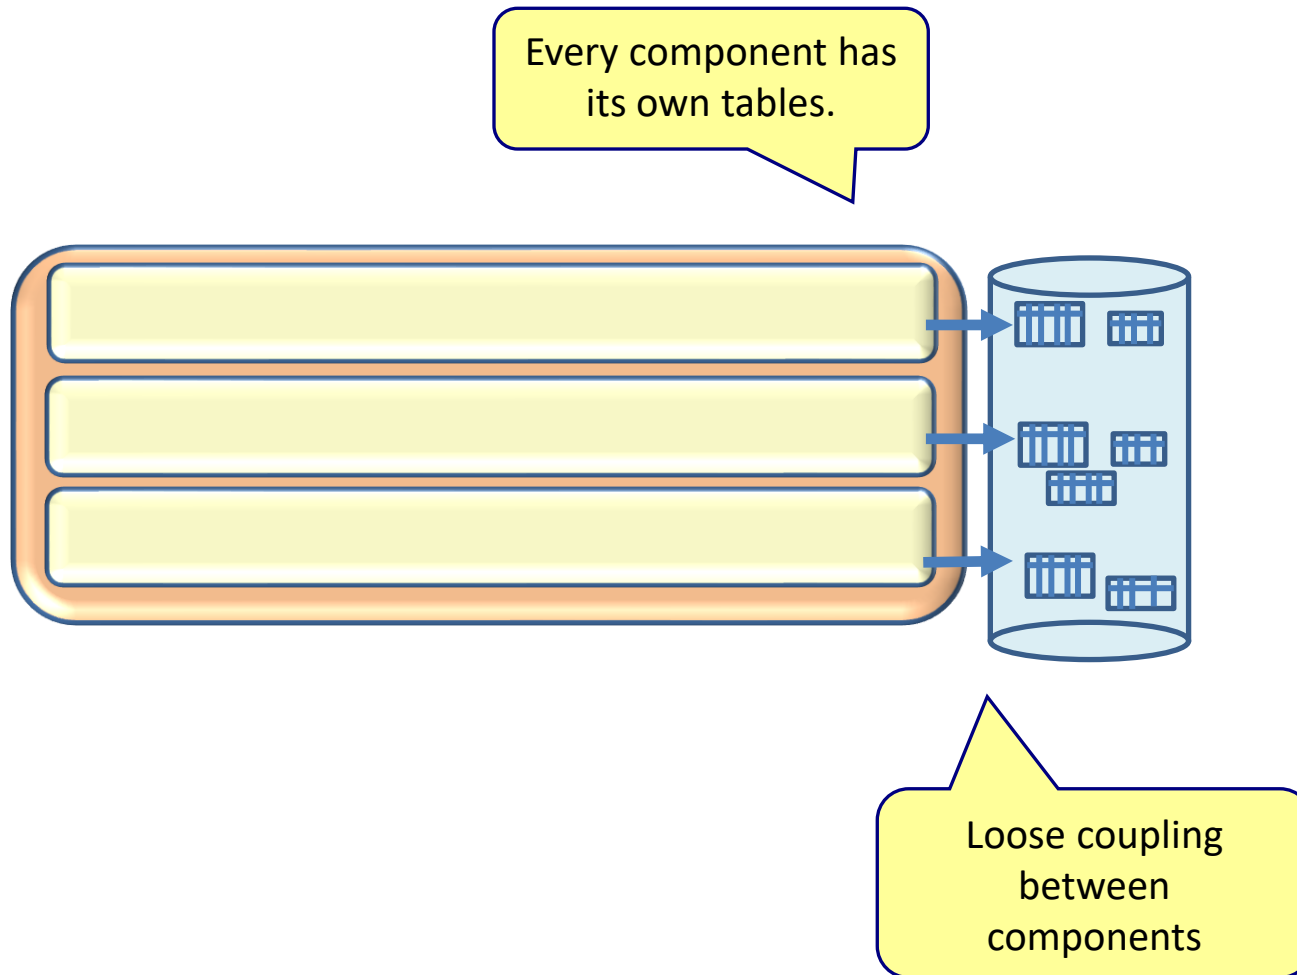 Every component has
its own tables.
Loose coupling
between
components